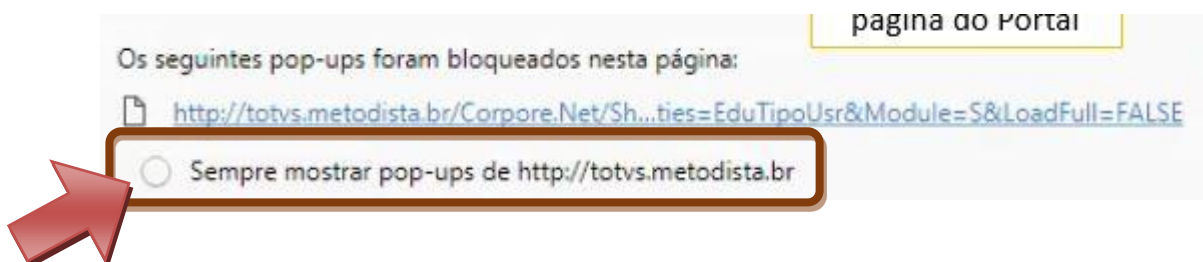 página do Portal
Os seguintes pop-ups foram bloqueados nesta página:
http://totvs.metodista.br/Corpore.Net/Sh...ties=EduTipoUsr&Module=S&LoadFull=FALSE
Sempre mostrar pop-ups de http://totvs.metodista.br